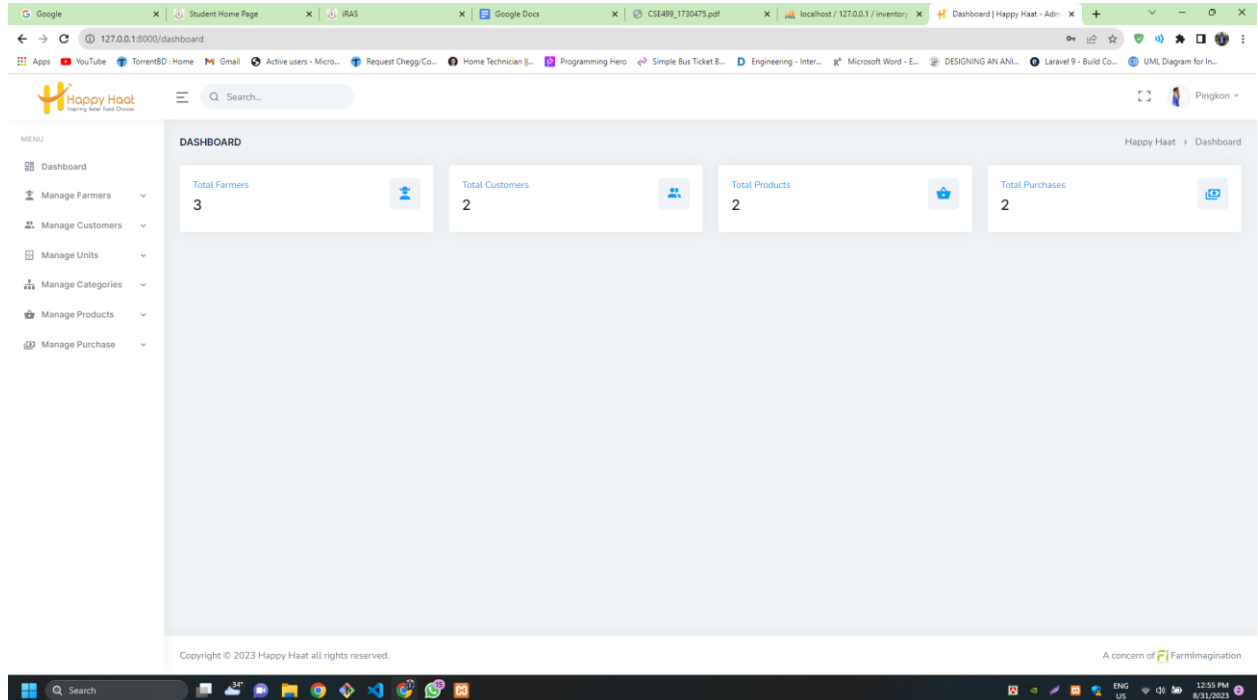 Google
Student Home Page
iRAS
Google Docs
CSE499_1730475.pdf
localhost / 127.0.0.1 / inventory
Dashboard | Happy Haat - Adm
127.0.0.1:8000/dashboard
Apps YouTube TorrentBD : Home Gmail Active users - Micro... Request Chegg/Co... Home Technician ||... Programming Hero Simple Bus Ticket B... Engineering - Inter... Microsoft Word - E... DESIGNING AN ANI... Laravel 9 - Build Co... UML Diagram for In...
Happy Haat
Inspiring Better Food Choices
Search...
Pingkon
MENU
Dashboard
Manage Farmers
Manage Customers
Manage Units
Manage Categories
Manage Products
Manage Purchase
DASHBOARD
Happy Haat > Dashboard
Total Farmers
3
Total Customers
2
Total Products
2
Total Purchases
2
Copyright © 2023 Happy Haat all rights reserved.
A concern of FarmImagination
Search
34°
15
ENG
US
12:55 PM
8/31/2023